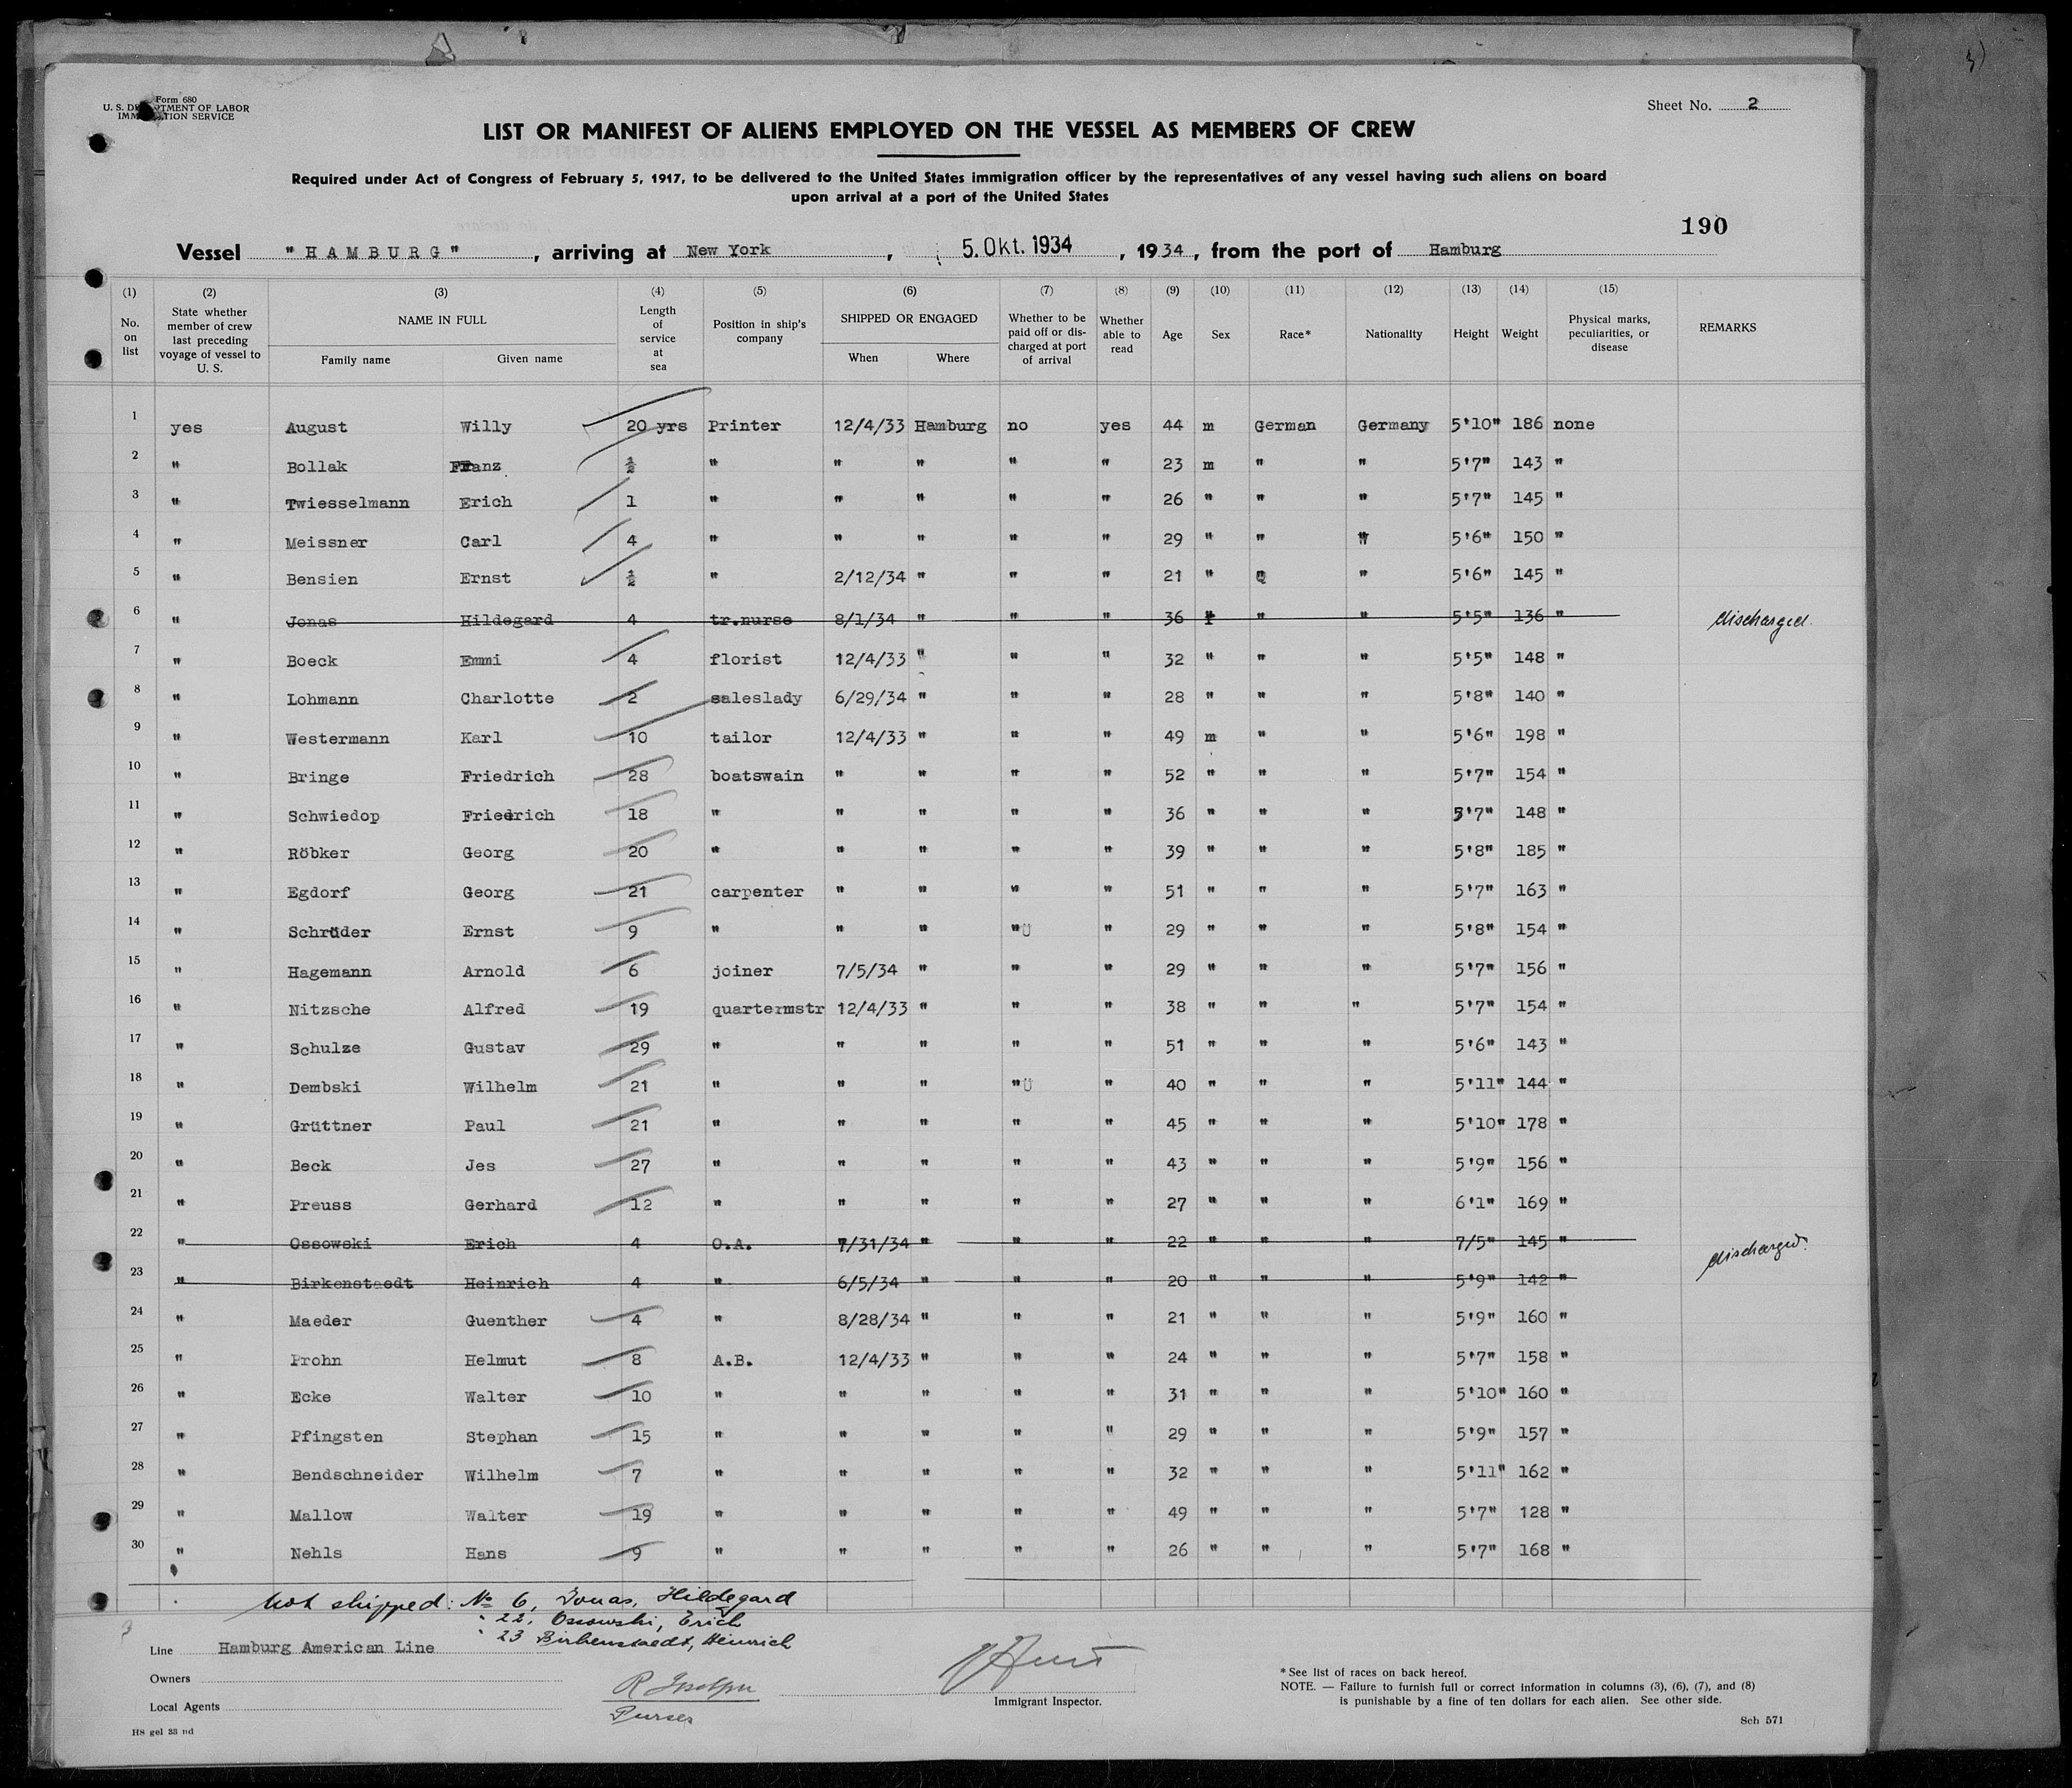 Form 680
U. S. DEPARTMENT OF LABOR
IMMIGRATION SERVICE
Sheet No. 2
LIST OR MANIFEST OF ALIENS EMPLOYED ON THE VESSEL AS MEMBERS OF CREW
Required under Act of Congress of February 5, 1917, to be delivered to the United States immigration officer by the representatives of any vessel having such aliens on board
upon arrival at a port of the United States
190
Vessel "HAMBURG", arriving at New York, 5. Okt. 1934, 1934, from the port of Hamburg
(1) (2) (3) (4) (5) (6) (7) (8) (9) (10) (11) (12) (13) (14) (15)
No. on list State whether member of crew last preceding voyage of vessel to U. S. NAME IN FULL Family name Given name Length of service at sea Position in ship's company SHIPPED OR ENGAGED When Where Whether to be paid off or discharged at port of arrival Whether able to read Age Sex Race* Nationality Height Weight Physical marks, peculiarities, or disease REMARKS
1 yes August Willy 20 yrs Printer 12/4/33 Hamburg no yes 44 m German Germany 5'10" 186 none
2 " Bollak Franz ½ " " " " " 23 m " " 5'7" 143 "
3 " Twiesselmann Erich 1 " " " " " 26 " " " 5'7" 145 "
4 " Meissner Carl 4 " " " " " 29 " " " 5'6" 150 "
5 " Bensien Ernst ½ " 2/12/34 " " " 21 " " " 5'6" 145 "
6 " Jonas Hildegard 4 tr.nurse 8/1/34 " " " 36 f " " 5'5" 136 " discharged.
7 " Boeck Emmi 4 florist 12/4/33 " " " 32 " " " 5'5" 148 "
8 " Lohmann Charlotte 2 saleslady 6/29/34 " " " 28 " " " 5'8" 140 "
9 " Westermann Karl 10 tailor 12/4/33 " " " 49 m " " 5'6" 198 "
10 " Bringe Friedrich 28 boatswain " " " " 52 " " " 5'7" 154 "
11 " Schwiedop Friedrich 18 " " " " " 36 " " " 5'7" 148 "
12 " Röbker Georg 20 " " " " " 39 " " " 5'8" 185 "
13 " Egdorf Georg 21 carpenter " " " " 51 " " " 5'7" 163 "
14 " Schröder Ernst 9 " " " "Ü " 29 " " " 5'8" 154 "
15 " Hagemann Arnold 6 joiner 7/5/34 " " " 29 " " " 5'7" 156 "
16 " Nitzsche Alfred 19 quartermstr 12/4/33 " " " 38 " " " 5'7" 154 "
17 " Schulze Gustav 29 " " " " " 51 " " " 5'6" 143 "
18 " Dembski Wilhelm 21 " " " "Ü " 40 " " " 5'11" 144 "
19 " Grüttner Paul 21 " " " " " 45 " " " 5'10" 178 "
20 " Beck Jes 27 " " " " " 43 " " " 5'9" 156 "
21 " Preuss Gerhard 12 " " " " " 27 " " " 6'1" 169 "
22 " Ossowski Erich 4 O.A. 7/31/34 " " " 22 " " " 7/5" 145 " discharged.
23 " Birkenstaedt Heinrich 4 " 6/5/34 " " " 20 " " " 5'9" 142 "
24 " Maeder Guenther 4 " 8/28/34 " " " 21 " " " 5'9" 160 "
25 " Prohn Helmut 8 A.B. 12/4/33 " " " 24 " " " 5'7" 158 "
26 " Ecke Walter 10 " " " " " 31 " " " 5'10" 160 "
27 " Pfingsten Stephan 15 " " " " " 29 " " " 5'9" 157 "
28 " Bendschneider Wilhelm 7 " " " " " 32 " " " 5'11" 162 "
29 " Mallow Walter 19 " " " " " 49 " " " 5'7" 128 "
30 " Nehls Hans 9 " " " " " 26 " " " 5'7" 168 "
Not shipped: No 6, Jonas, Hildegard
" 22, Ossowski, Erich
" 23 Birkenstaedt, Heinrich
Line Hamburg American Line
Owners
Local Agents
Purser
Immigrant Inspector.
* See list of races on back hereof.
NOTE. — Failure to furnish full or correct information in columns (3), (6), (7), and (8)
is punishable by a fine of ten dollars for each alien. See other side.
HS gel 33 nd
Sch 571